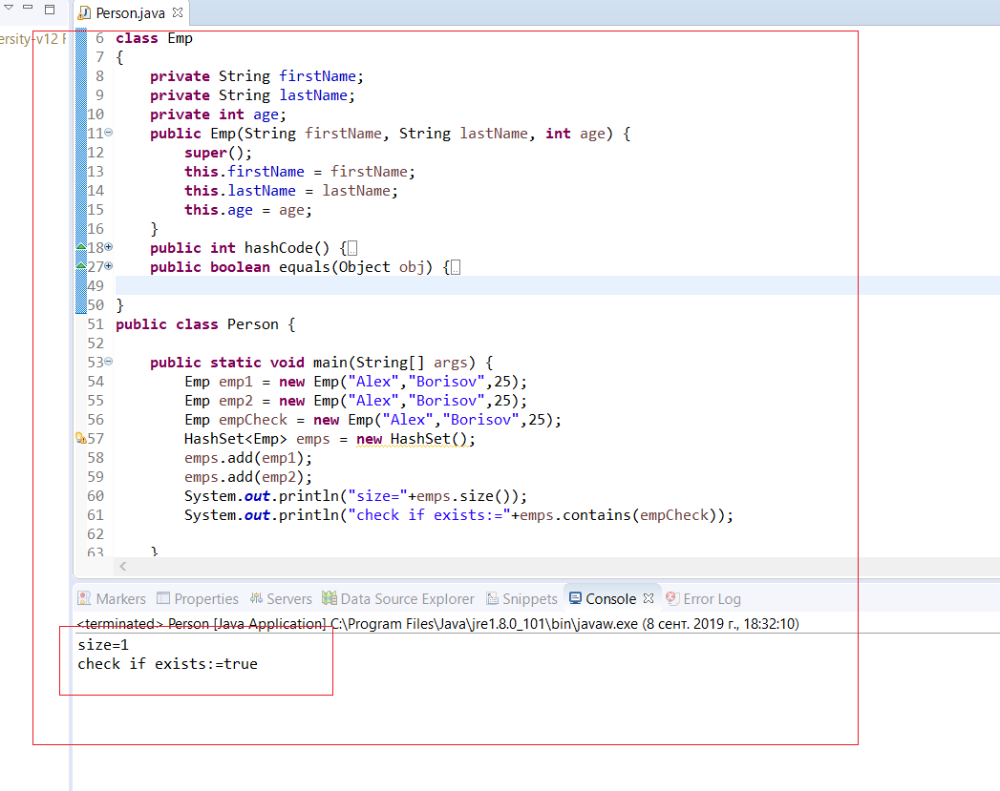 Person.java
ersity-v12 F
6 class Emp
7 {
8     private String firstName;
9     private String lastName;
10     private int age;
11     public Emp(String firstName, String lastName, int age) {
12         super();
13         this.firstName = firstName;
14         this.lastName = lastName;
15         this.age = age;
16     }
18     public int hashCode() {..
27     public boolean equals(Object obj) {..
49
50 }
51 public class Person {
52
53     public static void main(String[] args) {
54         Emp emp1 = new Emp("Alex","Borisov",25);
55         Emp emp2 = new Emp("Alex","Borisov",25);
56         Emp empCheck = new Emp("Alex","Borisov",25);
57         HashSet<Emp> emps = new HashSet();
58         emps.add(emp1);
59         emps.add(emp2);
60         System.out.println("size="+emps.size());
61         System.out.println("check if exists:="+emps.contains(empCheck));
62
63     }
Markers Properties Servers Data Source Explorer Snippets Console Error Log
<terminated> Person [Java Application] C:\Program Files\Java\jre1.8.0_101\bin\javaw.exe (8 сент. 2019 г., 18:32:10)
size=1
check if exists:=true